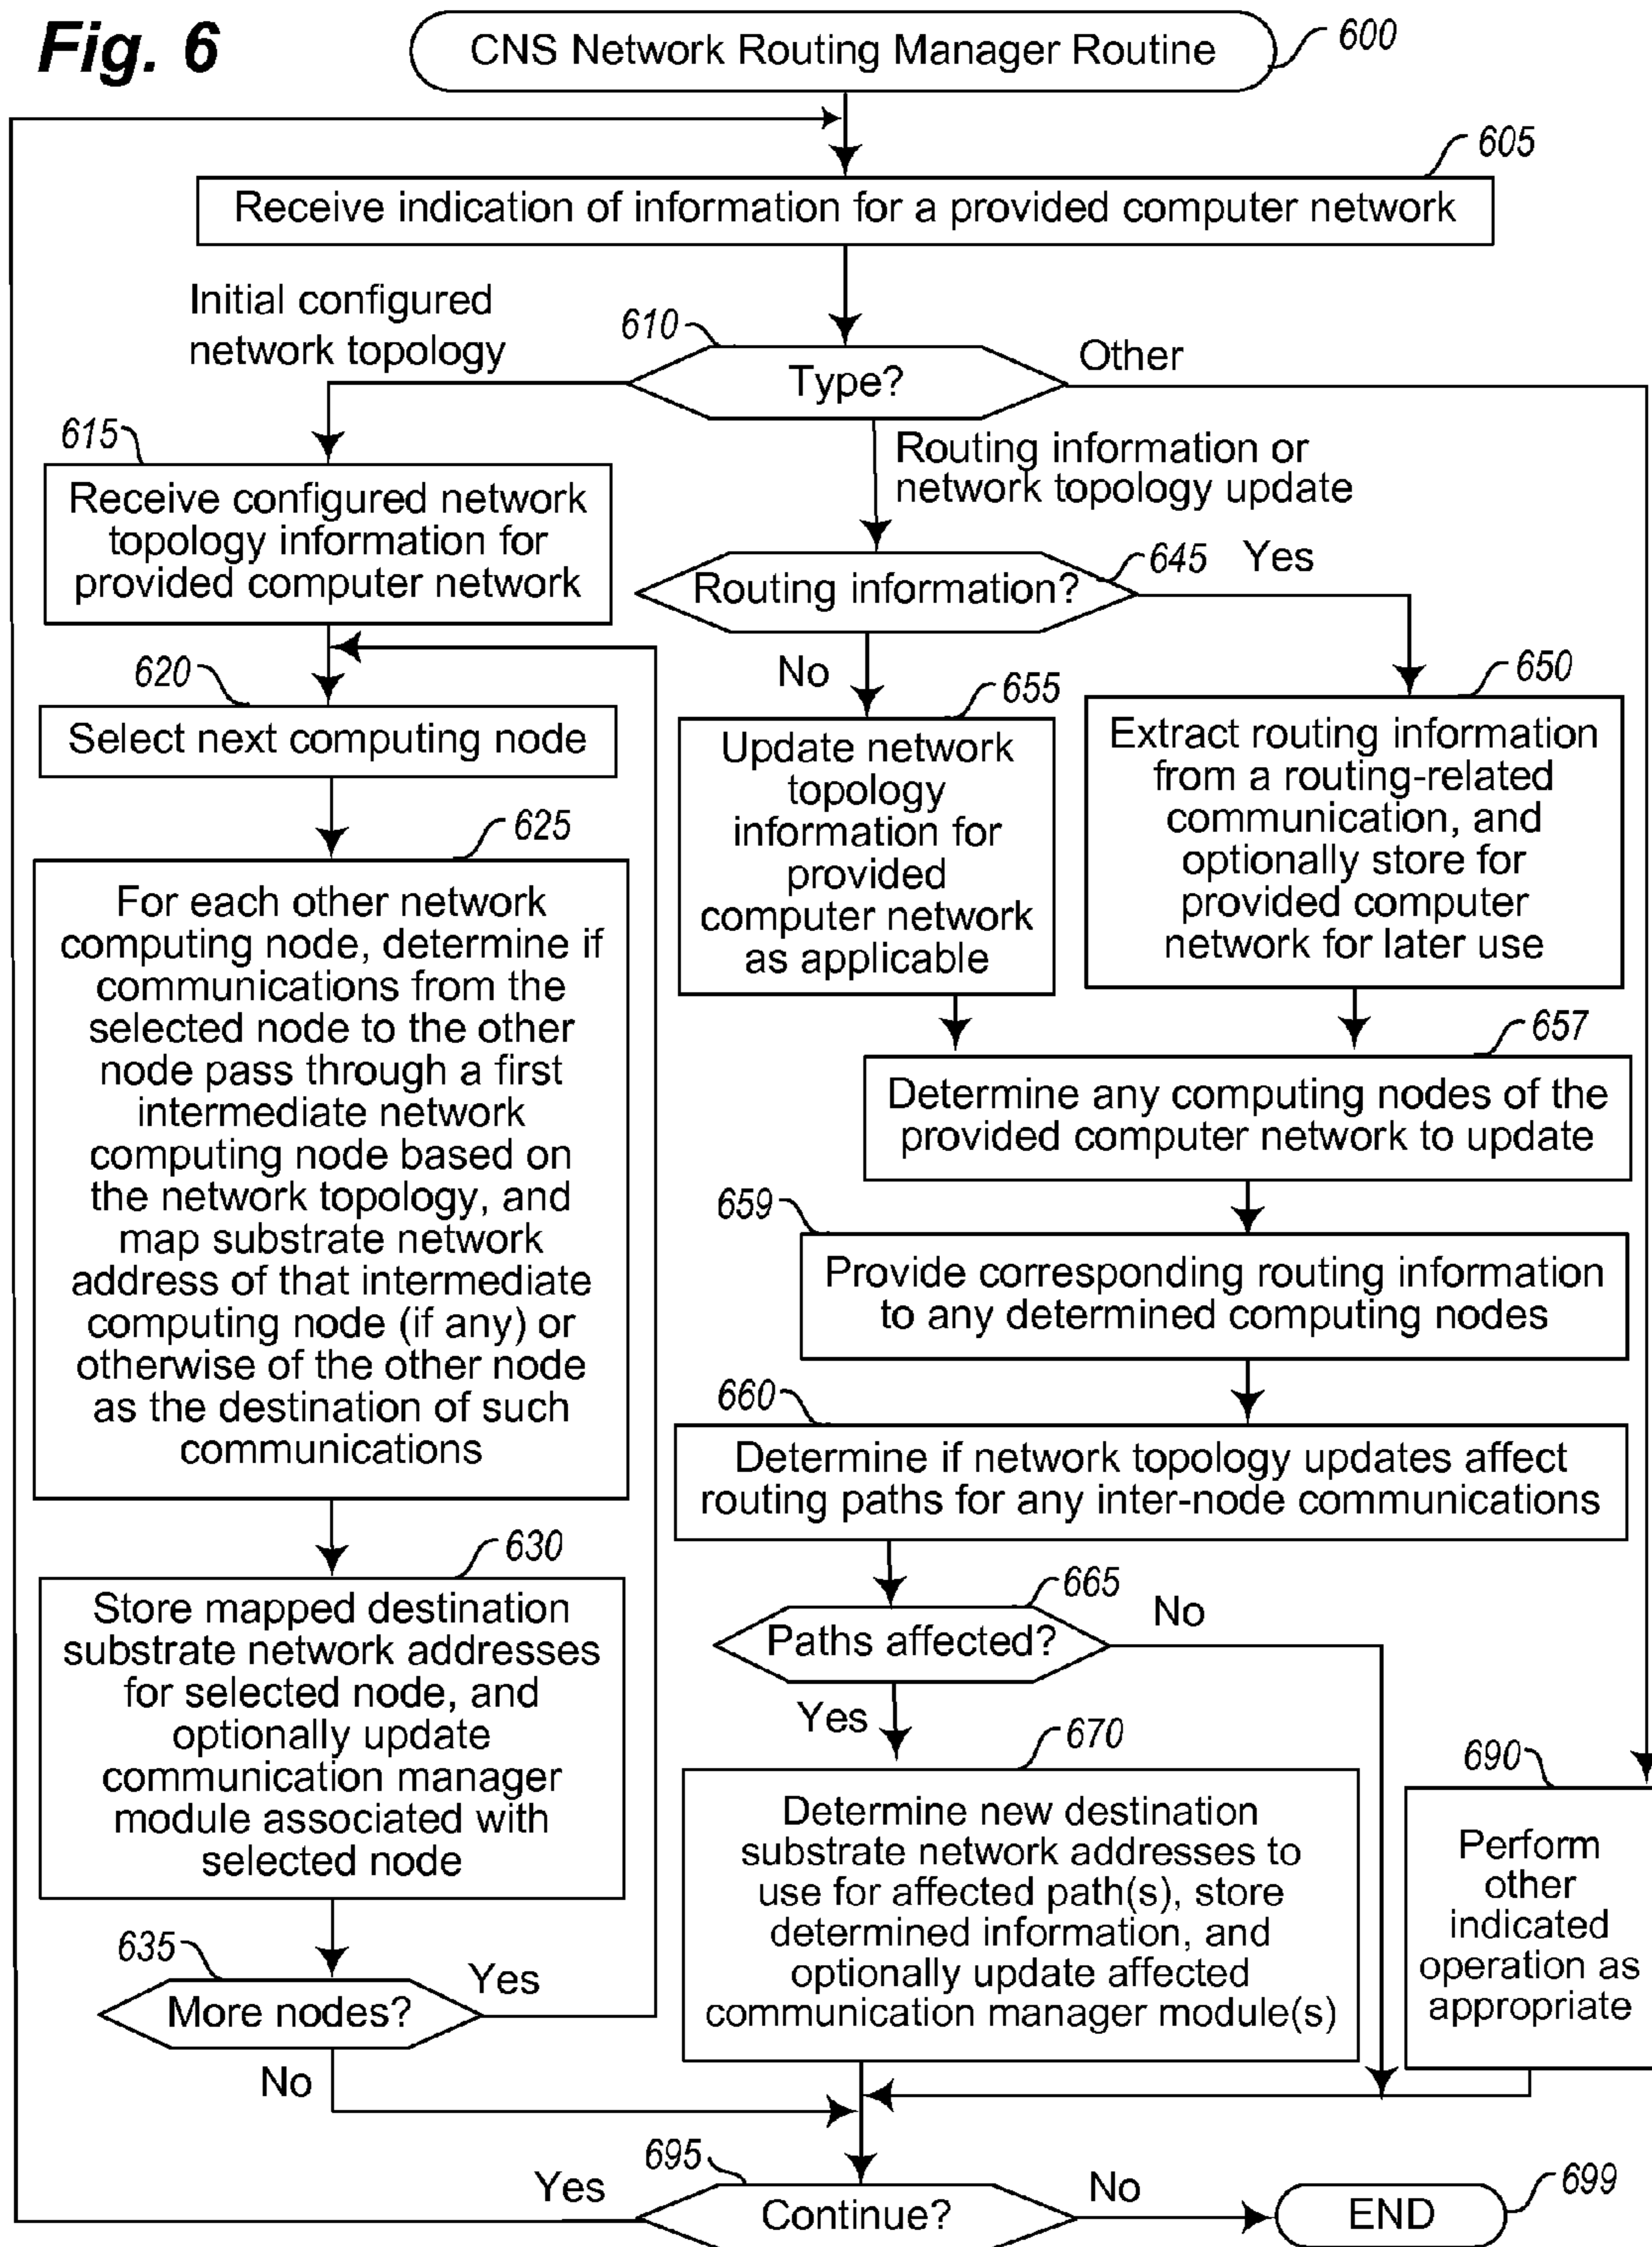 Fig. 6
CNS Network Routing Manager Routine
600
605
Receive indication of information for a provided computer network
Initial configured
network topology
610
Type?
Other
615
Receive configured network
topology information for
provided computer network
Routing information or
network topology update
Routing information?
645
Yes
620
Select next computing node
No
655
Update network
topology
information for
provided
computer network
as applicable
650
Extract routing information
from a routing-related
communication, and
optionally store for
provided computer
network for later use
625
For each other network
computing node, determine if
communications from the
selected node to the other
node pass through a first
intermediate network
computing node based on
the network topology, and
map substrate network
address of that intermediate
computing node (if any) or
otherwise of the other node
as the destination of such
communications
657
Determine any computing nodes of the
provided computer network to update
659
Provide corresponding routing information
to any determined computing nodes
660
Determine if network topology updates affect
routing paths for any inter-node communications
630
Store mapped destination
substrate network addresses
for selected node, and
optionally update
communication manager
module associated with
selected node
665
Paths affected?
No
Yes
670
Determine new destination
substrate network addresses to
use for affected path(s), store
determined information, and
optionally update affected
communication manager module(s)
690
Perform
other
indicated
operation as
appropriate
635
More nodes?
Yes
No
695
Yes
Continue?
No
END
699